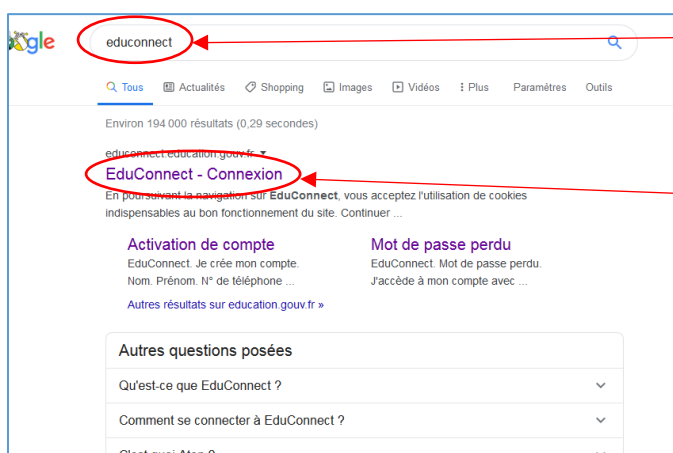 gle
educonnect
Tous Actualités Shopping Images Vidéos Plus Paramètres Outils
Environ 194 000 résultats (0,29 secondes)
educonnect.education.gouv.fr
EduConnect - Connexion
En poursuivant la navigation sur EduConnect, vous acceptez l'utilisation de cookies
indispensables au bon fonctionnement du site. Continuer ...
Activation de compte
EduConnect. Je crée mon compte.
Nom. Prénom. N° de téléphone ...
Mot de passe perdu
EduConnect. Mot de passe perdu.
J'accède à mon compte avec ...
Autres résultats sur education.gouv.fr »
Autres questions posées
Qu'est-ce que EduConnect ?
Comment se connecter à EduConnect ?